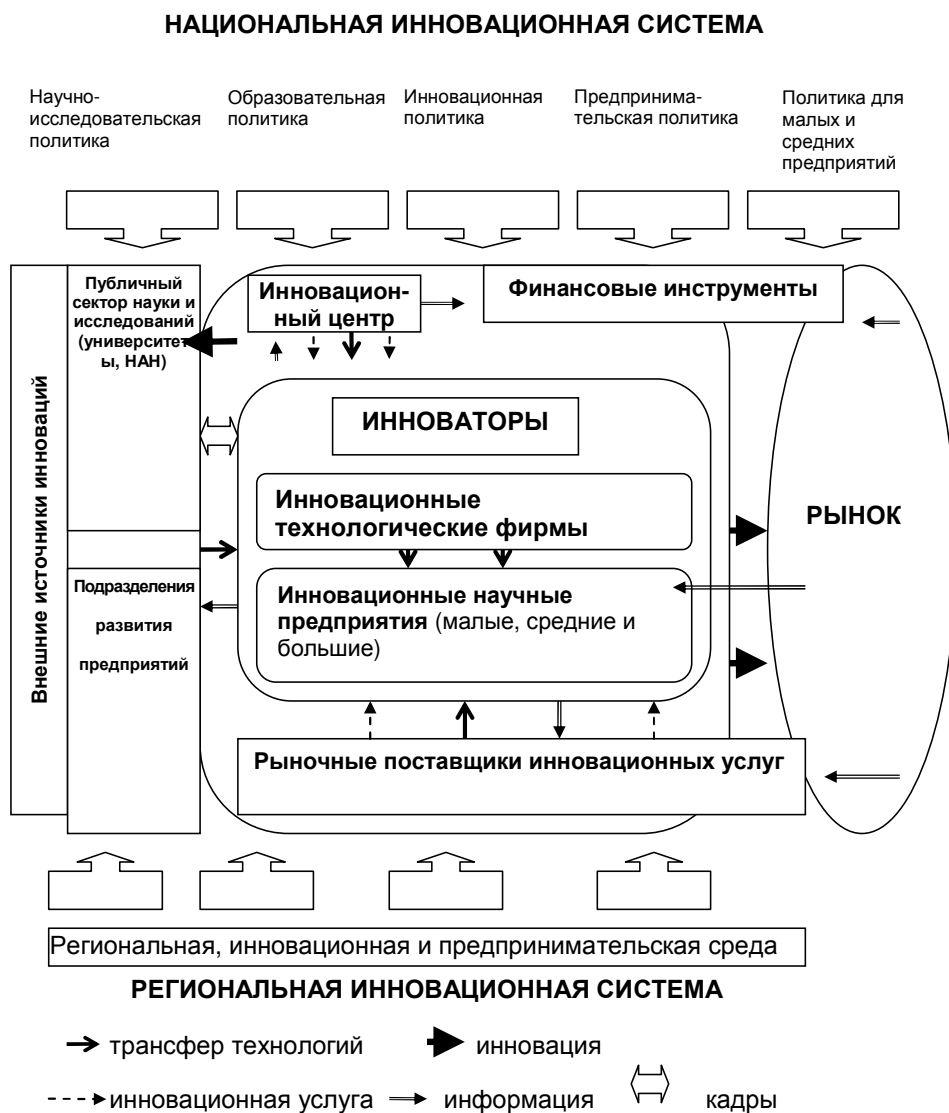 НАЦИОНАЛЬНАЯ ИННОВАЦИОННАЯ СИСТЕМА
Научно-
исследовательская
политика
Образовательная
политика
Инновационная
политика
Предпринима-
тельская политика
Политика для
малых и
средних
предприятий
Внешние источники инноваций
Публичный
сектор науки и
исследований
(университет
ы, НАН)
Инновацион-
ный центр
Финансовые инструменты
ИННОВАТОРЫ
Инновационные
технологические фирмы
РЫНОК
Подразделения
развития
предприятий
Инновационные научные
предприятия (малые, средние и
большие)
Рыночные поставщики инновационных услуг
Региональная, инновационная и предпринимательская среда
РЕГИОНАЛЬНАЯ ИННОВАЦИОННАЯ СИСТЕМА
трансфер технологий
инновация
инновационная услуга
информация
кадры